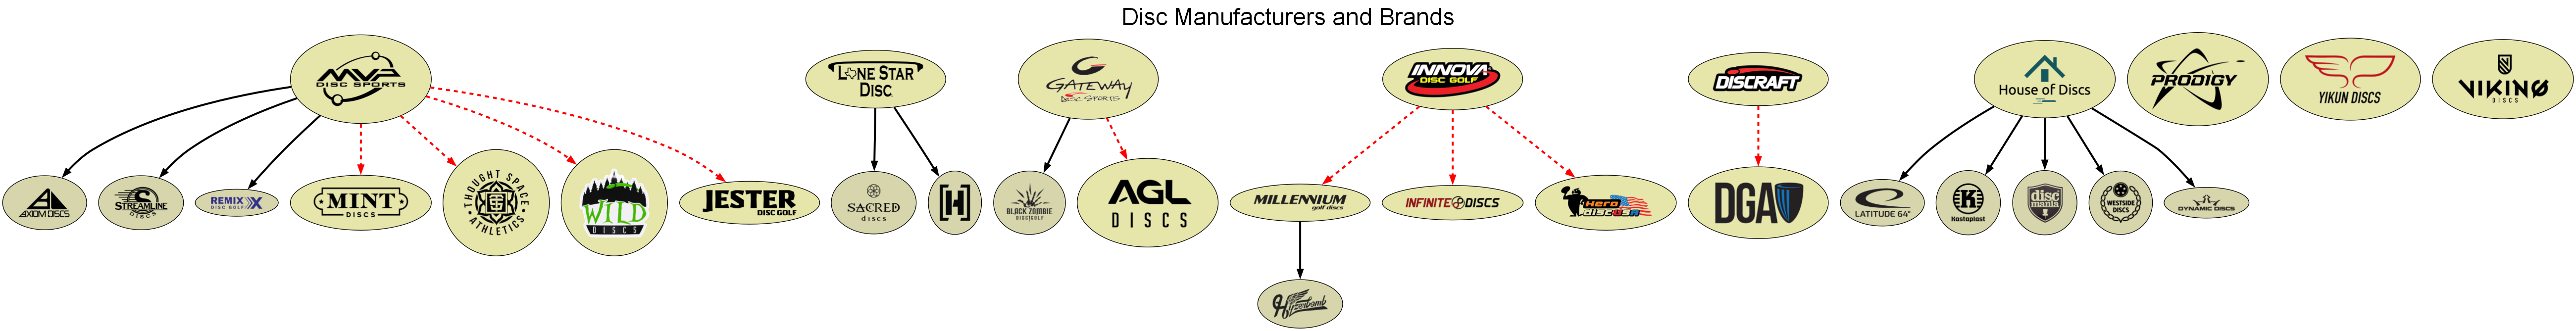 Disc Manufacturers and Brands
MVP
DISC SPORTS
LONE STAR
DISC
GATEWAY
DISC SPORTS
INNOVA
DISC GOLF
DISCRAFT
House of Discs
PRODIGY
YIKUN DISCS
VIKING
DISCS
AXIOM DISCS
STREAMLINE
DISCS
REMIX
DISC GOLF
MINT
DISCS
THOUGHT SPACE
ATHLETICS
WILD
DISCS
JESTER
DISC GOLF
SACRED
discs
[H]
BLACK ZOMBIE
DISC GOLF
AGL
DISCS
MILLENNIUM
golf discs
INFINITE DISCS
Hero
disc USA
DGA
LATITUDE 64°
K
Kastaplast
disc
mania
WESTSIDE
DISCS
DYNAMIC DISCS
Hyzerbomb